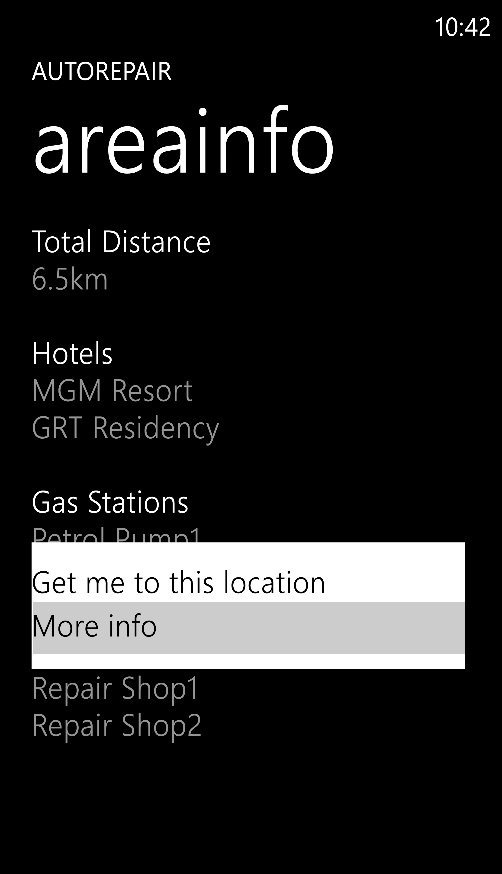 10:42
AUTOREPAIR
areainfo
Total Distance
6.5km
Hotels
MGM Resort
GRT Residency
Gas Stations
Petrol Pump1
Get me to this location
More info
Repair Shop1
Repair Shop2